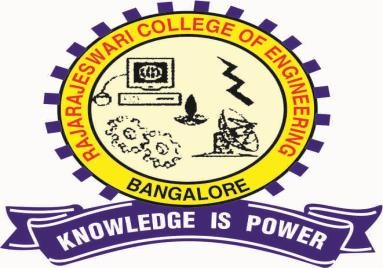 RAJARAJESWARI COLLEGE OF ENGINEERING
BANGALORE
KNOWLEDGE IS POWER